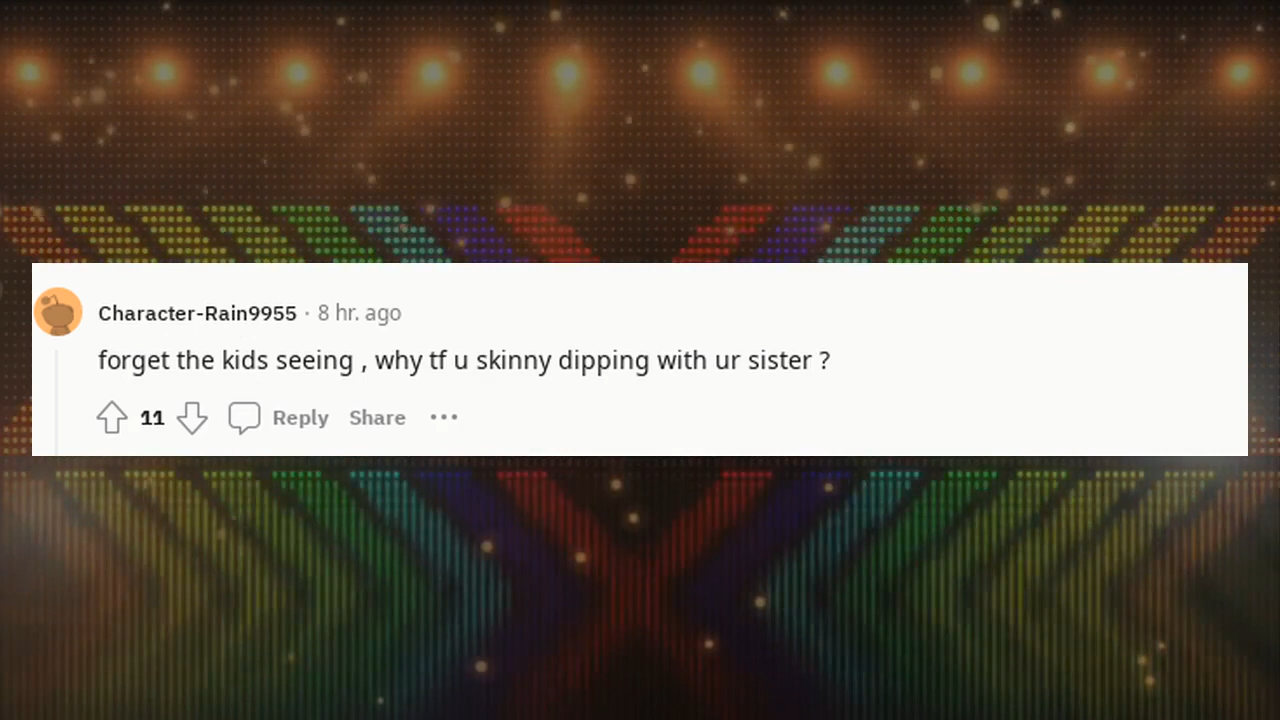 Character-Rain9955 · 8 hr. ago
forget the kids seeing , why tf u skinny dipping with ur sister ?
11 Reply Share ···